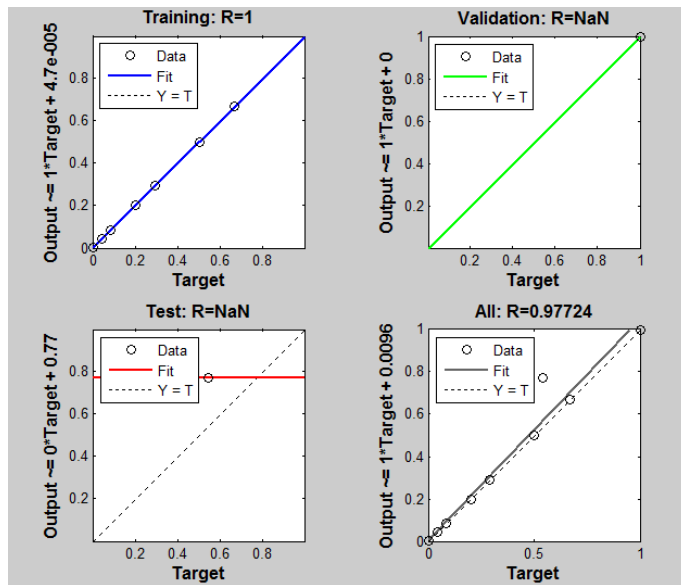 Training: R=1
Output ~= 1*Target + 4.7e-005
Data
Fit
Y = T
0.8
0.6
0.4
0.2
0
0 0.2 0.4 0.6 0.8
Target
Validation: R=NaN
Output ~= 1*Target + 0
Data
Fit
Y = T
1
0.8
0.6
0.4
0.2
0.2 0.4 0.6 0.8 1
Target
Test: R=NaN
Output ~= 0*Target + 0.77
Data
Fit
Y = T
0.8
0.6
0.4
0.2
0.2 0.4 0.6 0.8
Target
All: R=0.97724
Output ~= 1*Target + 0.0096
Data
Fit
Y = T
1
0.8
0.6
0.4
0.2
0
0 0.5 1
Target